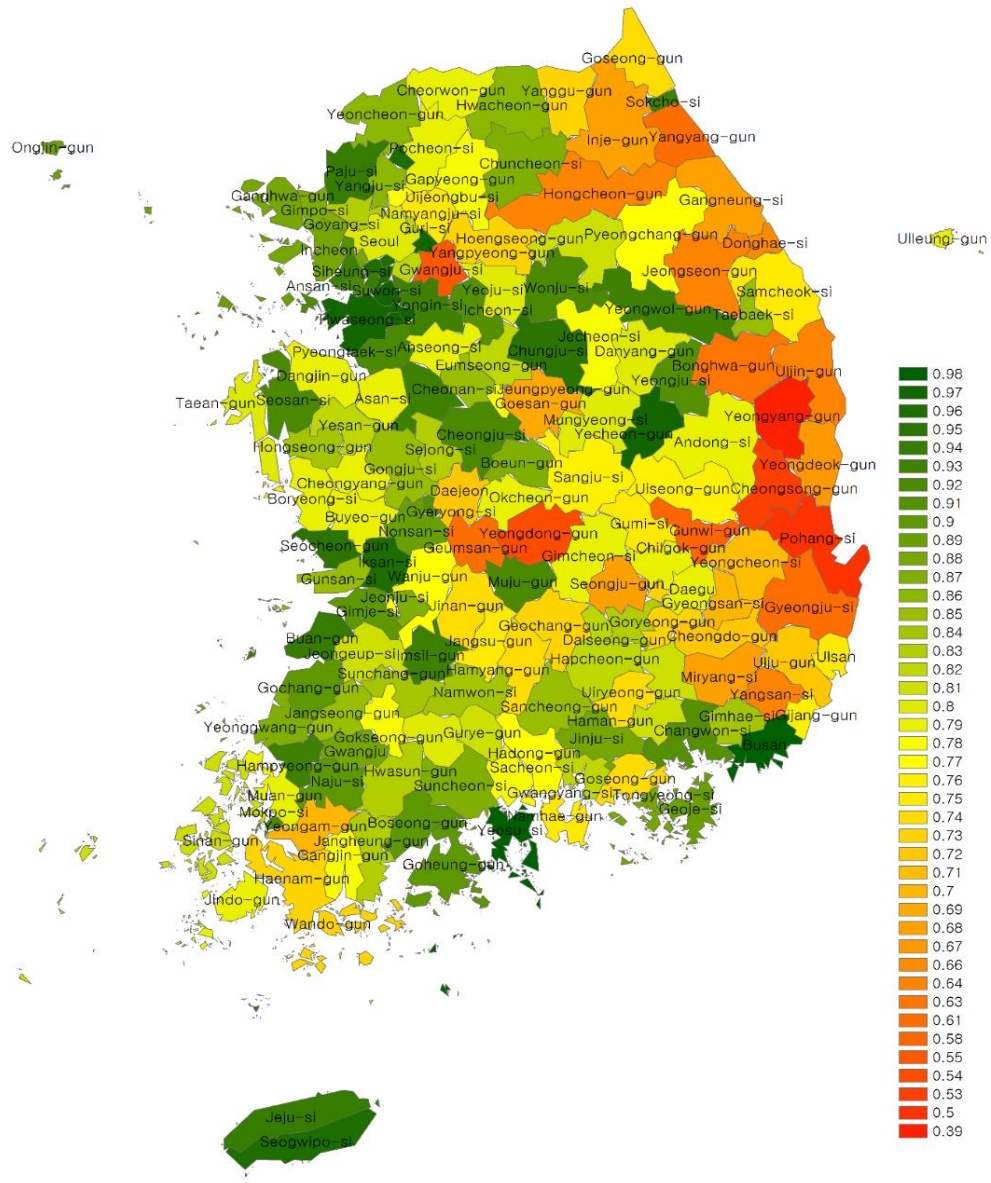 Goseong-gun
Cheorwon-gun
Yanggu-gun
Hwacheon-gun
Sokcho-si
Yeoncheon-gun
Inje-gun
Yangyang-gun
Ongjin-gun
Pocheon-si
Chuncheon-si
Paju-si
Gapyeong-gun
Yangju-si
Ganghwa-gun
Uijeongbu-si
Hongcheon-gun
Gangneung-si
Gimpo-si
Namyangju-si
Goyang-si
Guri-si
Seoul
Hoengseong-gun
Pyeongchang-gun
Donghae-si
Ulleung-gun
Incheon
Yangpyeong-gun
Siheung-si
Gwangju-si
Jeongseon-gun
Ansan-si
Suwon-si
Yeoju-si
Wonju-si
Samcheok-si
Yongin-si
Icheon-si
Yeongwol-gun
Taebaek-si
Hwaseong-si
Jecheon-si
Pyeongtaek-si
Anseong-si
Chungju-si
Danyang-gun
Eumseong-gun
Bonghwa-gun
Uljin-gun
Dangjin-gun
Yeongju-si
0.98
Cheonan-si
Jeungpyeong-gun
0.97
Taean-gun
Seosan-si
Asan-si
Goesan-gun
0.96
Mungyeong-si
Yeongyang-gun
0.95
Yesan-gun
Cheongju-si
Yecheon-gun
Andong-si
0.94
Hongseong-gun
Sejong-si
0.93
Gongju-si
Boeun-gun
Yeongdeok-gun
0.92
Cheongyang-gun
Sangju-si
Uiseong-gun
Cheongsong-gun
0.91
Boryeong-si
Daejeon
Okcheon-gun
0.9
Buyeo-gun
Gyeryong-si
Gumi-si
0.89
Nonsan-si
Yeongdong-gun
Gunwi-gun
Pohang-si
0.88
Seocheon-gun
Geumsan-gun
Gimcheon-si
Chilgok-gun
0.87
Iksan-si
Yeongcheon-si
0.86
Gunsan-si
Wanju-gun
Muju-gun
Seongju-gun
Daegu
0.85
Jeonju-si
Jinan-gun
Gyeongsan-si
Gyeongju-si
0.84
Gimje-si
Geochang-gun
Goryeong-gun
0.83
Buan-gun
Jangsu-gun
Dalseong-gun
Cheongdo-gun
0.82
Jeongeup-si
Imsil-gun
Hapcheon-gun
Ulju-gun
Ulsan
0.81
Sunchang-gun
Hamyang-gun
Miryang-si
0.8
Gochang-gun
Namwon-si
Uiryeong-gun
Yangsan-si
0.79
Jangseong-gun
Sancheong-gun
Gimhae-si
Gijang-gun
0.78
Yeonggwang-gun
Gokseong-gun
Gurye-gun
Haman-gun
Changwon-si
0.77
Gwangju
Jinju-si
Busan
0.76
Hampyeong-gun
Hadong-gun
0.75
Naju-si
Hwasun-gun
Sacheon-si
Goseong-gun
0.74
Muan-gun
Suncheon-si
Gwangyang-si
Tongyeong-si
0.73
Mokpo-si
Boseong-gun
Namhae-gun
Geoje-si
0.72
Yeongam-gun
Yeosu-si
0.71
Sinan-gun
Jangheung-gun
0.7
Gangjin-gun
Goheung-gun
0.69
Haenam-gun
0.68
Jindo-gun
0.67
Wando-gun
0.66
0.64
0.63
0.61
0.58
0.55
0.54
0.53
0.5
Jeju-si
0.39
Seogwipo-si